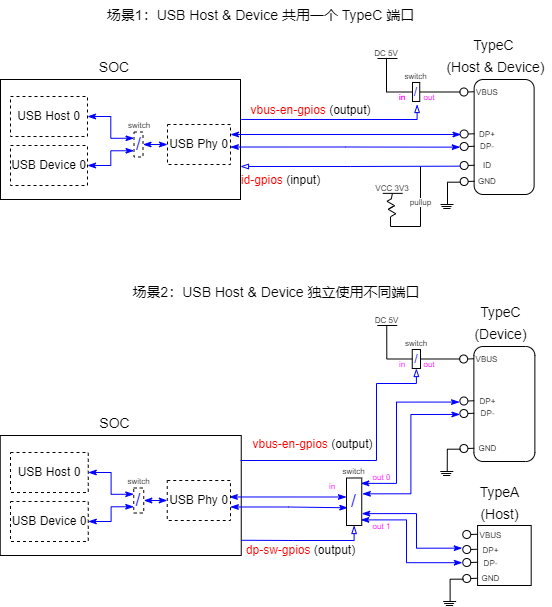 场景1：USB Host & Device 共用一个 TypeC 端口
TypeC
(Host & Device)
DC 5V
SOC
switch
in
out
VBUS
vbus-en-gpios (output)
USB Host 0
switch
USB Phy 0
USB Device 0
DP+
DP-
ID
GND
id-gpios (input)
VCC 3V3
pullup
场景2：USB Host & Device 独立使用不同端口
TypeC
(Device)
DC 5V
switch
in
out
VBUS
DP+
DP-
GND
SOC
vbus-en-gpios (output)
USB Host 0
switch
USB Phy 0
USB Device 0
switch
in
out 0
out 1
dp-sw-gpios (output)
TypeA
(Host)
VBUS
DP+
DP-
GND